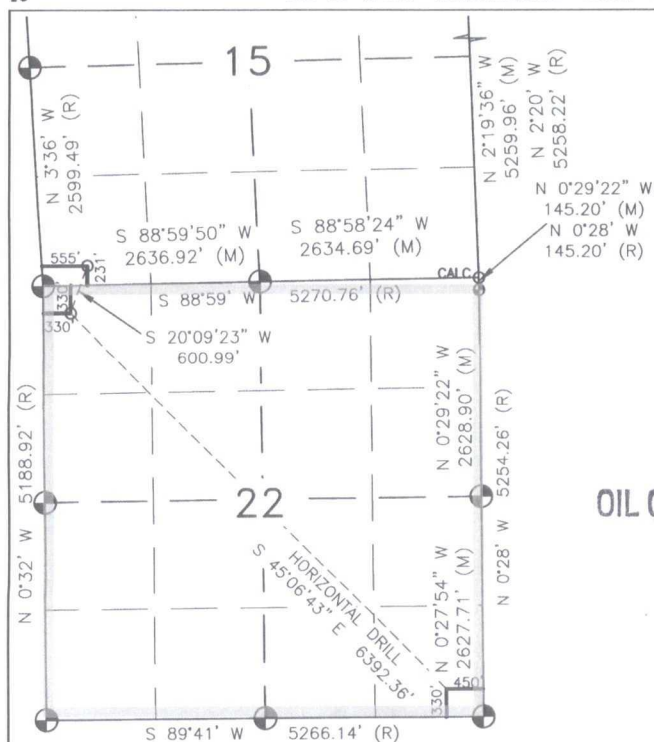 15
N 3°36' W
2599.49' (R)
N 2°19'36" W
5259.96' (M)
N 2°20' W
5258.22' (R)
N 0°29'22" W
145.20' (M)
N 0°28' W
145.20' (R)
S 88°59'50" W
2636.92' (M)
S 88°58'24" W
2634.69' (M)
555'
231'
CALC
330'
330'
S 88°59' W 5270.76' (R)
S 20°09'23" W
600.99'
N 0°32' W 5188.92' (R)
N 0°29'22" W
2628.90' (M)
N 0°28' W 5254.26' (R)
22
OIL
HORIZONTAL DRILL
S 45°06'43" E 6392.36'
N 0°27'54" W
2627.71' (M)
330'
450'
S 89°41' W 5266.14' (R)